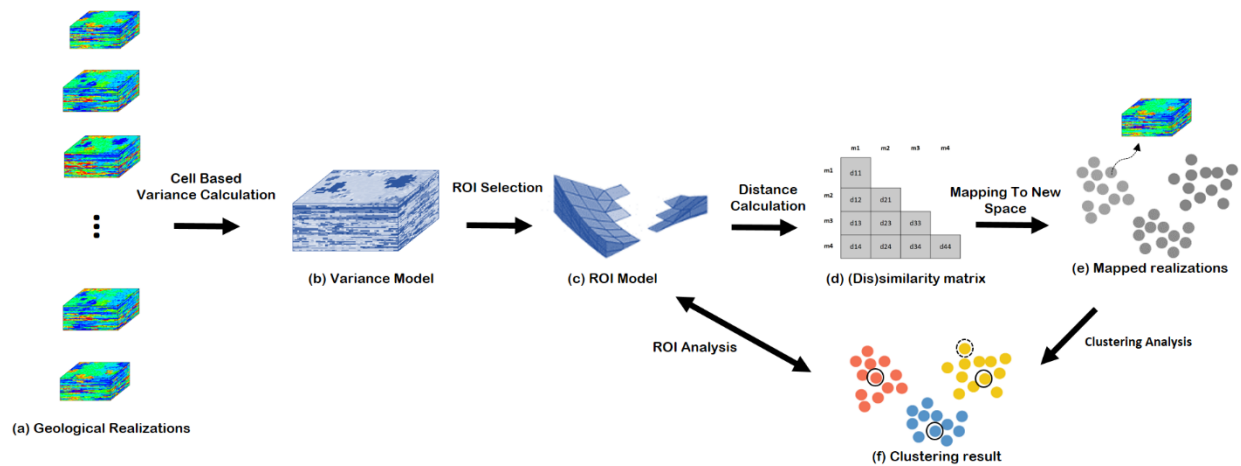 Cell Based
Variance Calculation
ROI Selection
Distance
Calculation
Mapping To New
Space
m1 m2 m3 m4
m1 d11
m2 d12 d21
m3 d13 d23 d33
m4 d14 d24 d34 d44
(a) Geological Realizations
(b) Variance Model
(c) ROI Model
(d) (Dis)similarity matrix
(e) Mapped realizations
ROI Analysis
Clustering Analysis
(f) Clustering result